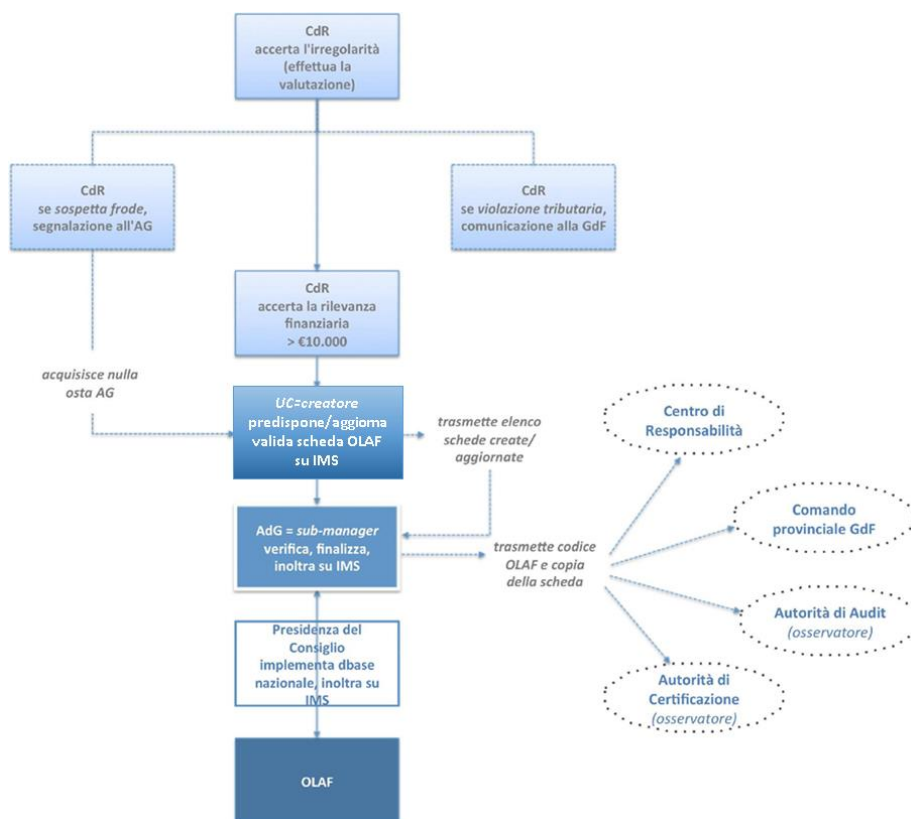 CdR
accerta l'irregolarità
(effettua la
valutazione)
CdR
se sospetta frode,
segnalazione all'AG
CdR
se violazione tributaria,
comunicazione alla GdF
CdR
accerta la rilevanza
finanziaria
> €10.000
acquisisce nulla
osta AG
UC=creatore
predispone/aggiorna
valida scheda OLAF
su IMS
trasmette elenco
schede create/
aggiornate
Centro di
Responsabilità
Comando
provinciale GdF
AdG = sub-manager
verifica, finalizza,
inoltra su IMS
trasmette codice
OLAF e copia
della scheda
Autorità di Audit
(osservatore)
Presidenza del
Consiglio
implementa dbase
nazionale, inoltra su
IMS
Autorità di
Certificazione
(osservatore)
OLAF